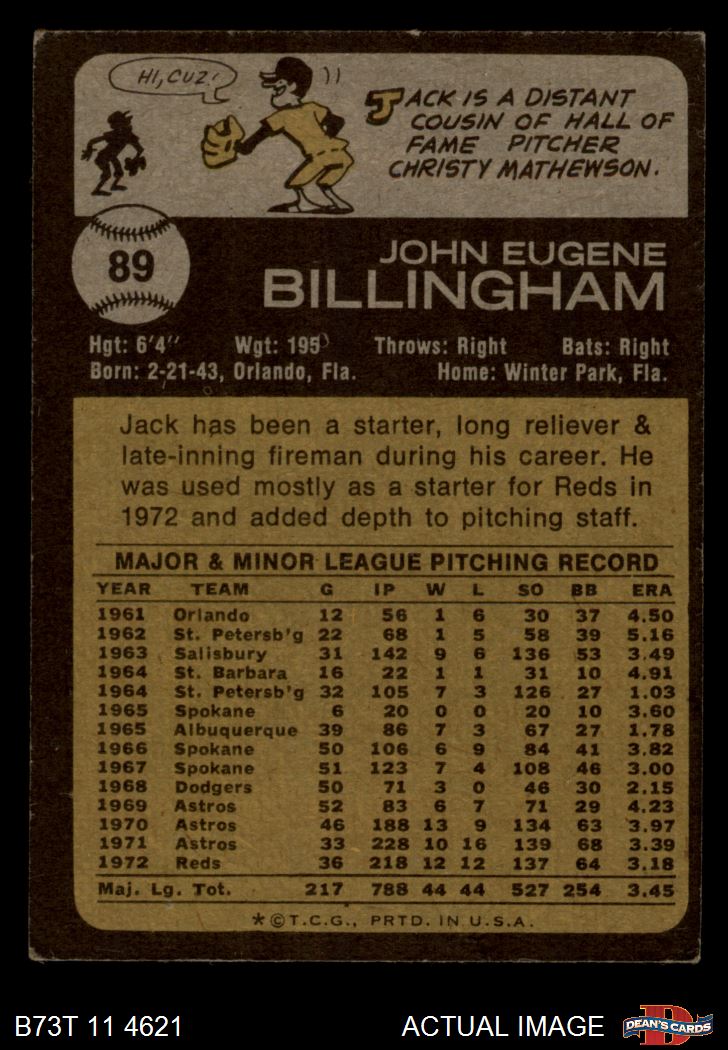 HI, CUZ!
JACK IS A DISTANT
COUSIN OF HALL OF
FAME PITCHER
CHRISTY MATHEWSON.
89
JOHN EUGENE
BILLINGHAM
Hgt: 6'4" Wgt: 195 Throws: Right Bats: Right
Born: 2-21-43, Orlando, Fla. Home: Winter Park, Fla.
Jack has been a starter, long reliever &
late-inning fireman during his career. He
was used mostly as a starter for Reds in
1972 and added depth to pitching staff.
MAJOR & MINOR LEAGUE PITCHING RECORD
YEAR TEAM G IP W L SO BB ERA
1961 Orlando 12 56 1 6 30 37 4.50
1962 St. Petersb'g 22 68 1 5 58 39 5.16
1963 Salisbury 31 142 9 6 136 53 3.49
1964 St. Barbara 16 22 1 1 31 10 4.91
1964 St. Petersb'g 32 105 7 3 126 27 1.03
1965 Spokane 6 20 0 0 20 10 3.60
1965 Albuquerque 39 86 7 3 67 27 1.78
1966 Spokane 50 106 6 9 84 41 3.82
1967 Spokane 51 123 7 4 108 46 3.00
1968 Dodgers 50 71 3 0 46 30 2.15
1969 Astros 52 83 6 7 71 29 4.23
1970 Astros 46 188 13 9 134 63 3.97
1971 Astros 33 228 10 16 139 68 3.39
1972 Reds 36 218 12 12 137 64 3.18
Maj. Lg. Tot. 217 788 44 44 527 254 3.45
*©T.C.G., PRTD. IN U.S.A.
B73T 11 4621 ACTUAL IMAGE D DEAN'S CARDS